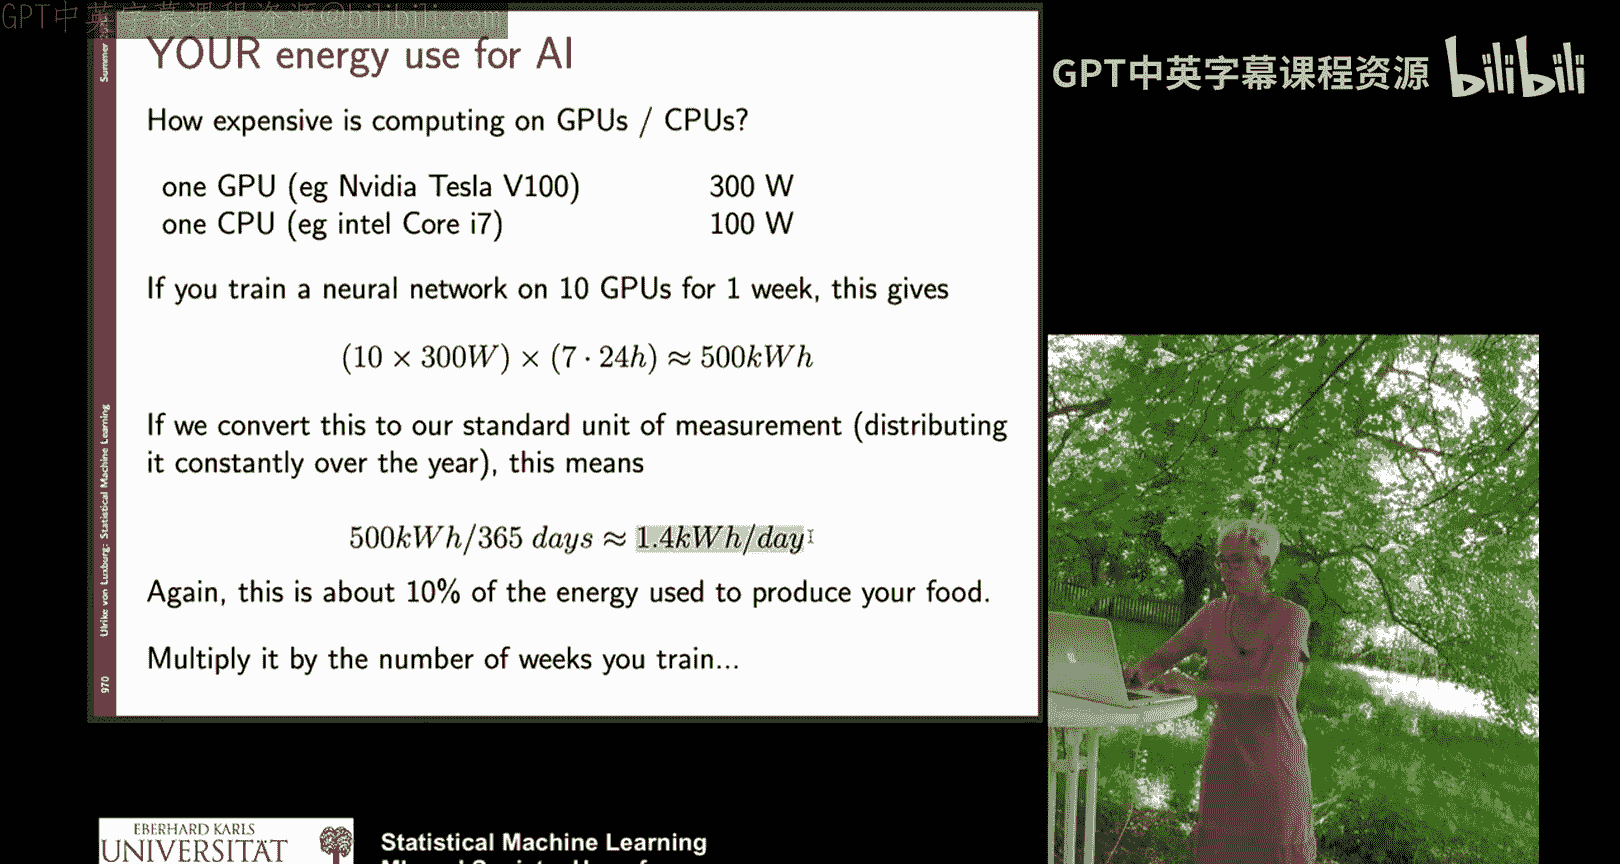 GPT中英字幕课程资源@bilibili.com
YOUR energy use for AI
How expensive is computing on GPUs / CPUs?
one GPU (eg Nvidia Tesla V100) 300 W
one CPU (eg intel Core i7) 100 W
If you train a neural network on 10 GPUs for 1 week, this gives
(10 × 300W) × (7 · 24h) ≈ 500kWh
If we convert this to our standard unit of measurement (distributing
it constantly over the year), this means
500kWh/365 days ≈ 1.4kWh/day
Again, this is about 10% of the energy used to produce your food.
Multiply it by the number of weeks you train...
Summer
Ulrike von Luxburg: Statistical Machine Learning
970
GPT中英字幕课程资源 bilibili
EBERHARD KARLS
UNIVERSITÄT
Statistical Machine Learning